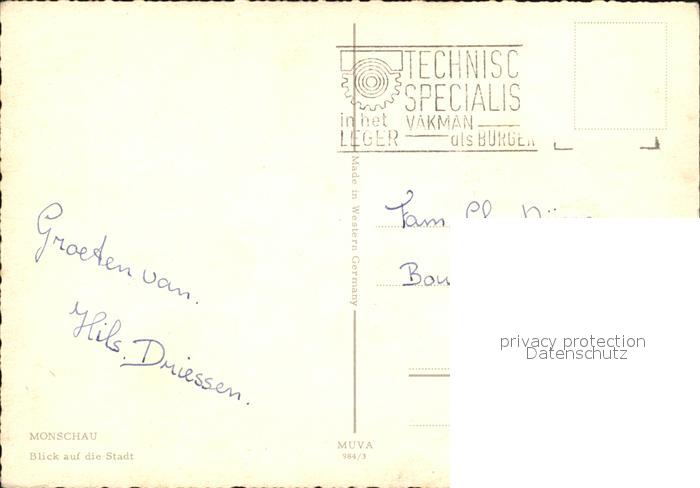 TECHNISC
SPECIALIS
in het VAKMAN
LEGER als BURGER
Made in Western Germany
Fam
Groeten van.
Hils. Driessen.
privacy protection
Datenschutz
MONSCHAU
Blick auf die Stadt
MUVA
984/3